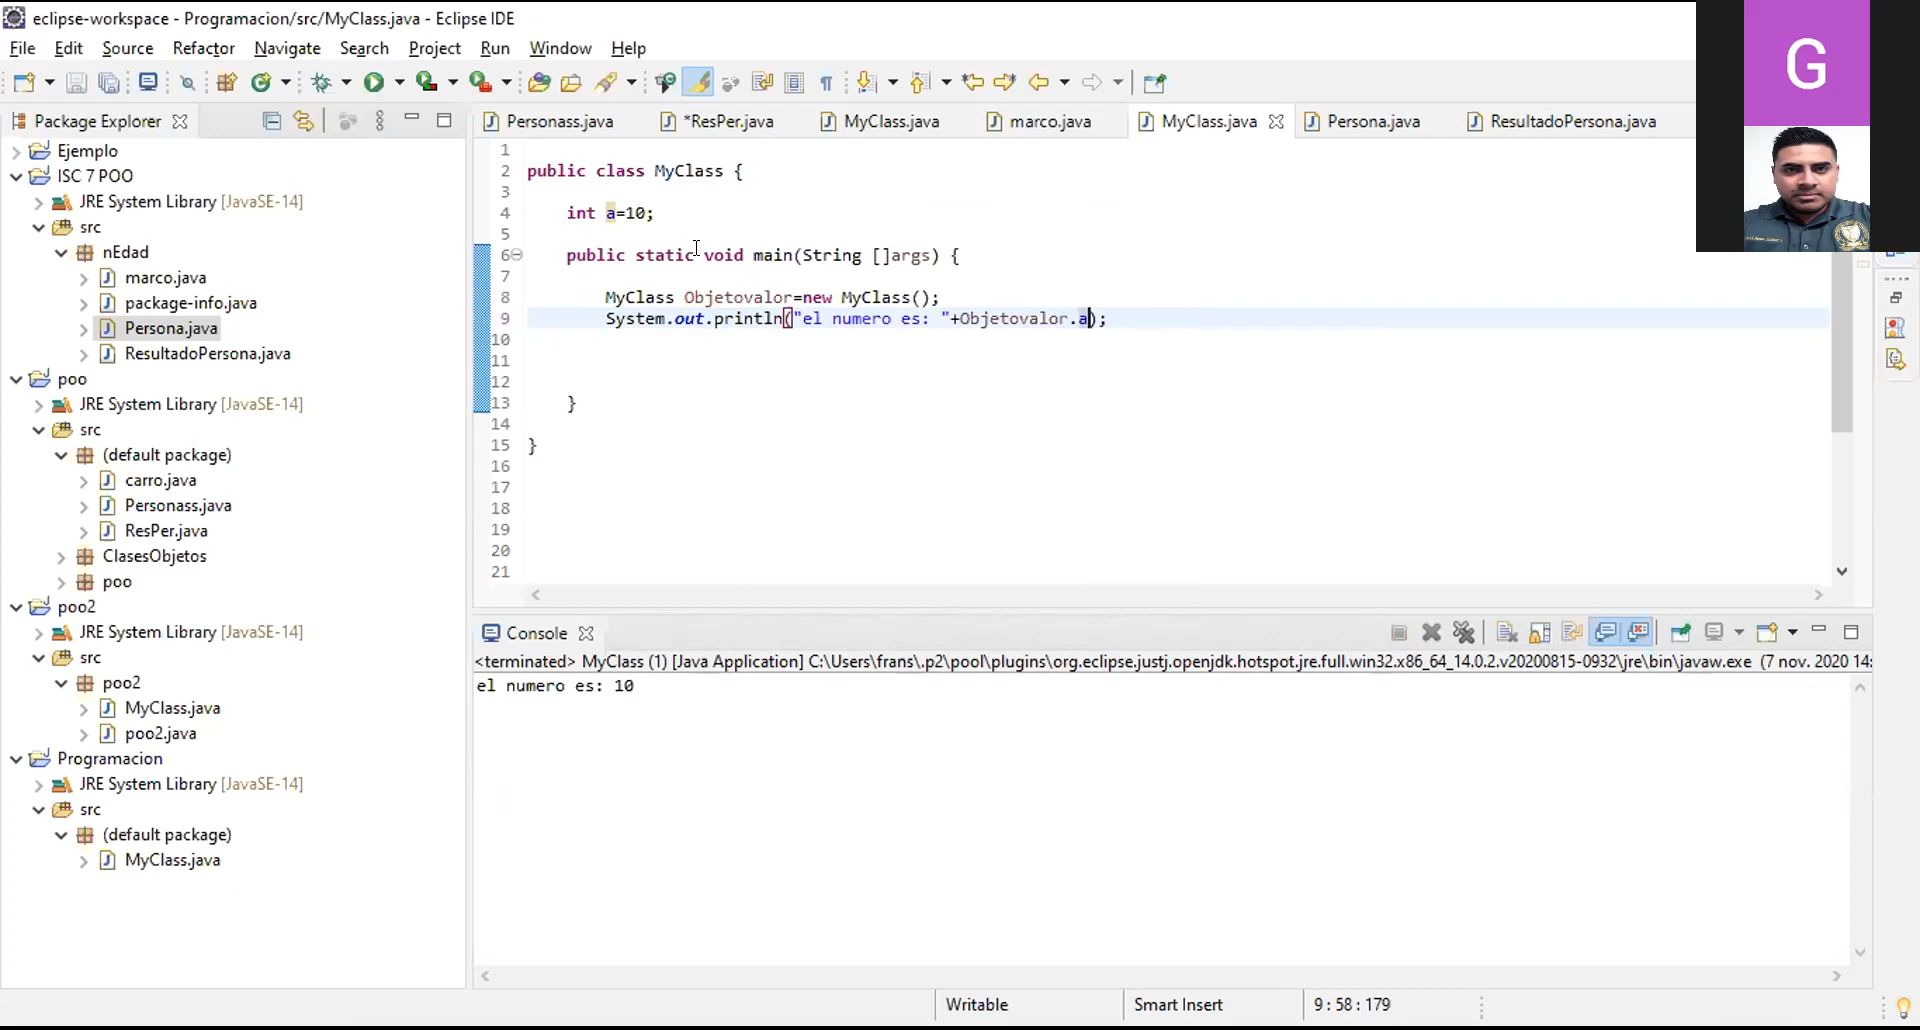 eclipse-workspace - Programacion/src/MyClass.java - Eclipse IDE
File Edit Source Refactor Navigate Search Project Run Window Help
G
Package Explorer
Personass.java *ResPer.java MyClass.java marco.java MyClass.java Persona.java ResultadoPersona.java
Ejemplo
ISC 7 POO
JRE System Library [JavaSE-14]
src
nEdad
marco.java
package-info.java
Persona.java
ResultadoPersona.java
poo
JRE System Library [JavaSE-14]
src
(default package)
carro.java
Personass.java
ResPer.java
ClasesObjetos
poo
poo2
JRE System Library [JavaSE-14]
src
poo2
MyClass.java
poo2.java
Programacion
JRE System Library [JavaSE-14]
src
(default package)
MyClass.java
1
2 public class MyClass {
3
4 int a=10;
5
6 public static void main(String []args) {
7
8 MyClass Objetovalor=new MyClass();
9 System.out.println("el numero es: "+Objetovalor.a);
10
11
12
13 }
14
15 }
16
17
18
19
20
21
Console
<terminated> MyClass (1) [Java Application] C:\Users\frans\.p2\pool\plugins\org.eclipse.justj.openjdk.hotspot.jre.full.win32.x86_64_14.0.2.v20200815-0932\jre\bin\javaw.exe (7 nov. 2020 14:
el numero es: 10
Writable Smart Insert 9 : 58 : 179